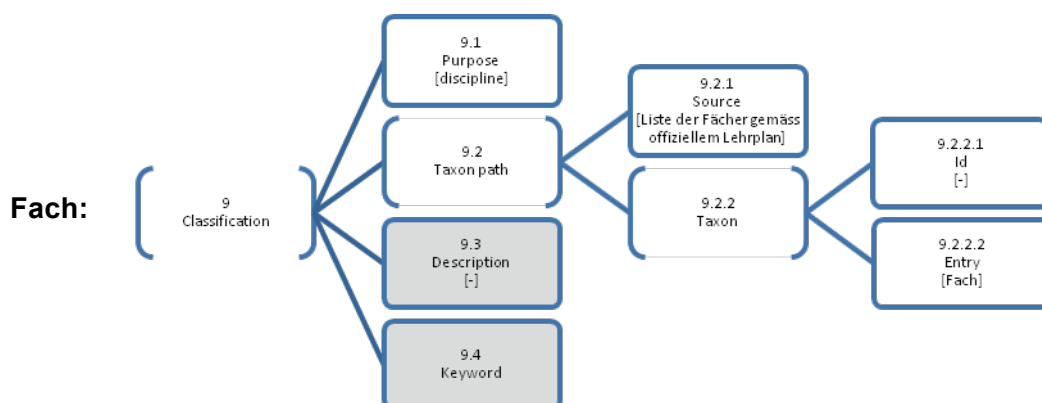 Fach:
9
Classification
9.1
Purpose
[discipline]
9.2
Taxon path
9.3
Description
[-]
9.4
Keyword
9.2.1
Source
[Liste der Fächer gemäss
offiziellem Lehrplan]
9.2.2
Taxon
9.2.2.1
Id
[-]
9.2.2.2
Entry
[Fach]